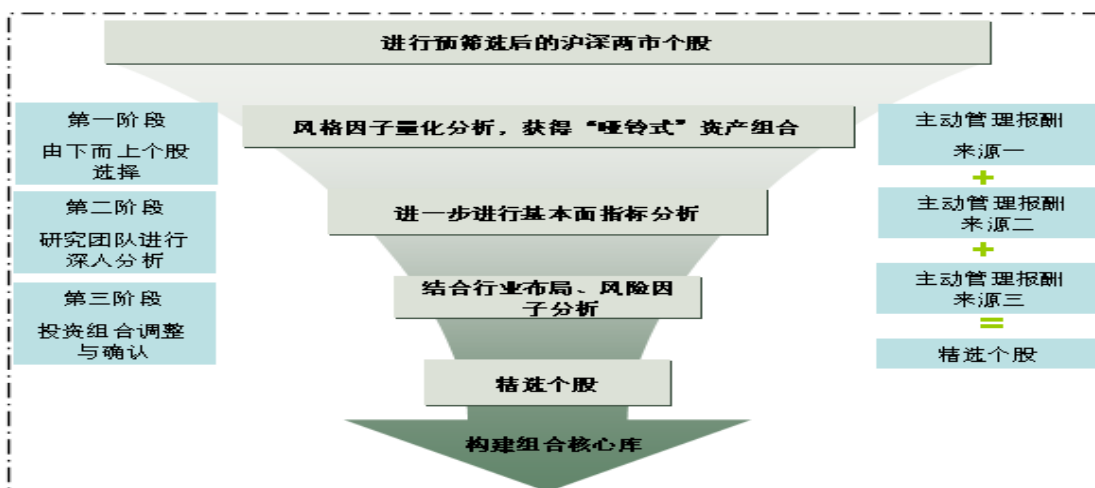 进行预筛选后的沪深两市个股
第一阶段
由下而上个股
选择
第二阶段
研究团队进行
深入分析
第三阶段
投资组合调整
与确认
风格因子量化分析，获得“哑铃式”资产组合
进一步进行基本面指标分析
结合行业布局、风险因
子分析
精选个股
构建组合核心库
主动管理报酬
来源一
+
主动管理报酬
来源二
+
主动管理报酬
来源三
=
精选个股